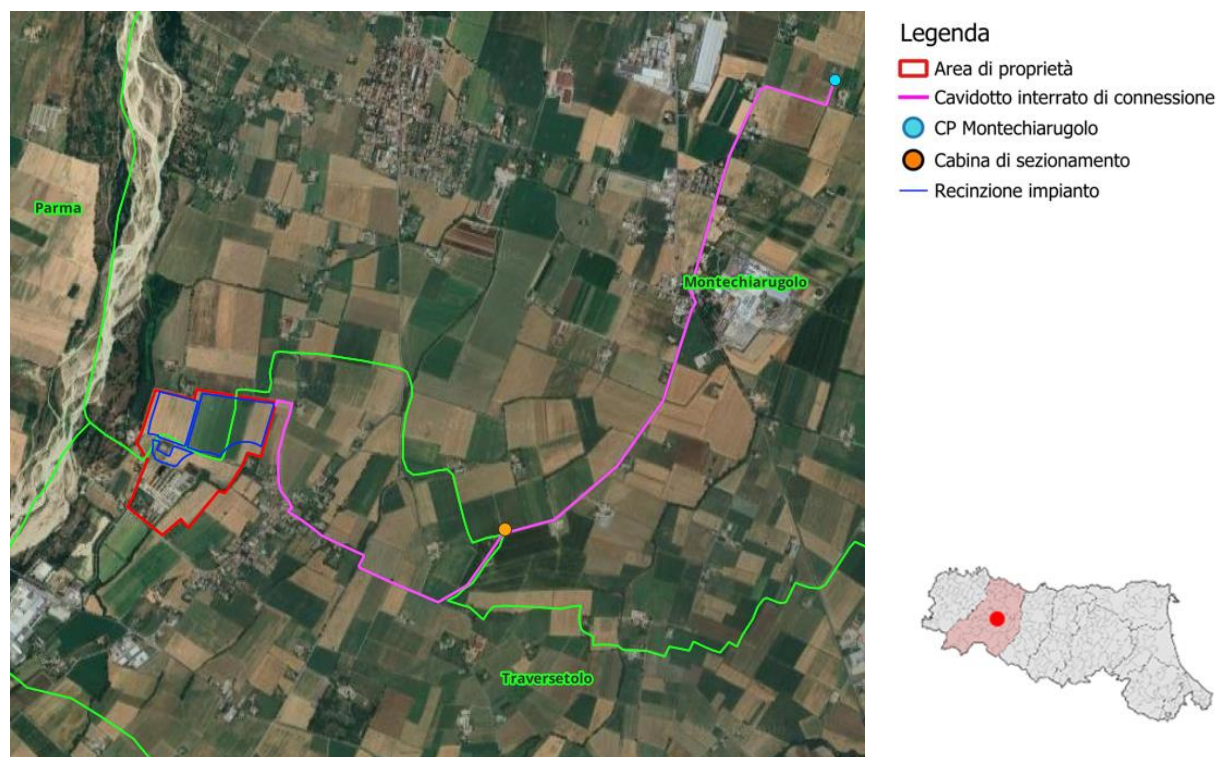 Legenda
Area di proprietà
Cavidotto interrato di connessione
CP Montechiarugolo
Cabina di sezionamento
Recinzione impianto
Parma
Montechiarugolo
Traversetolo